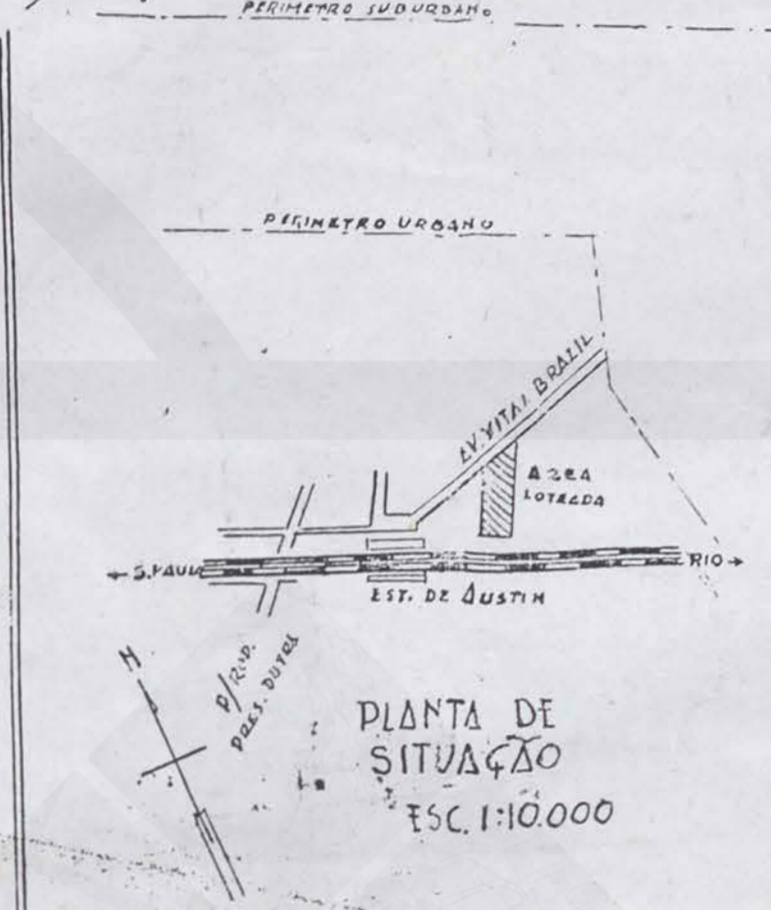 PERIMETRO SUBURBANO
PERIMETRO URBANO
AV. VITAL BRAZIL
AREA
LOTEADA
← S. PAULO
RIO →
EST. DE AUSTIN
N
P/ROD.
PRES. DUTRA
PLANTA DE
SITUAÇÃO
ESC. 1:10.000